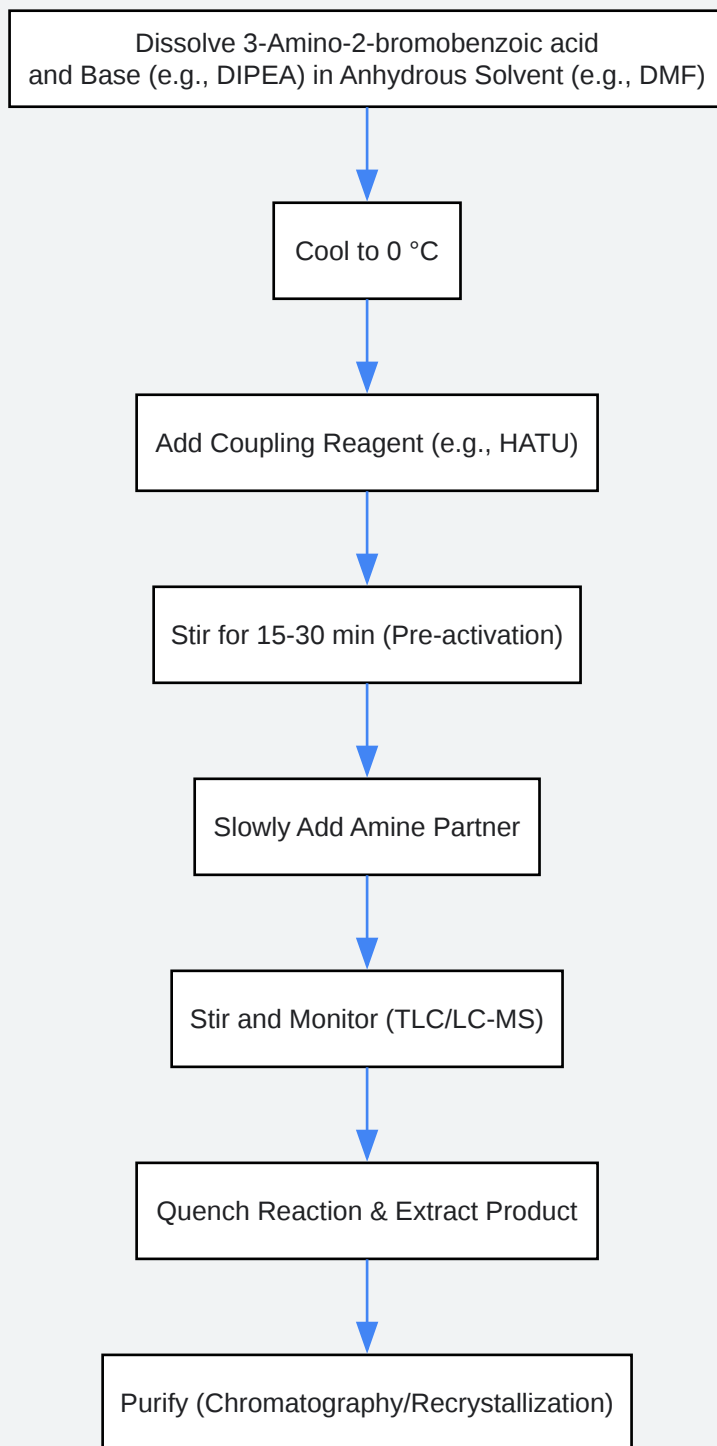 Dissolve 3-Amino-2-bromobenzoic acid
and Base (e.g., DIPEA) in Anhydrous Solvent (e.g., DMF)
Cool to 0 °C
Add Coupling Reagent (e.g., HATU)
Stir for 15-30 min (Pre-activation)
Slowly Add Amine Partner
Stir and Monitor (TLC/LC-MS)
Quench Reaction & Extract Product
Purify (Chromatography/Recrystallization)